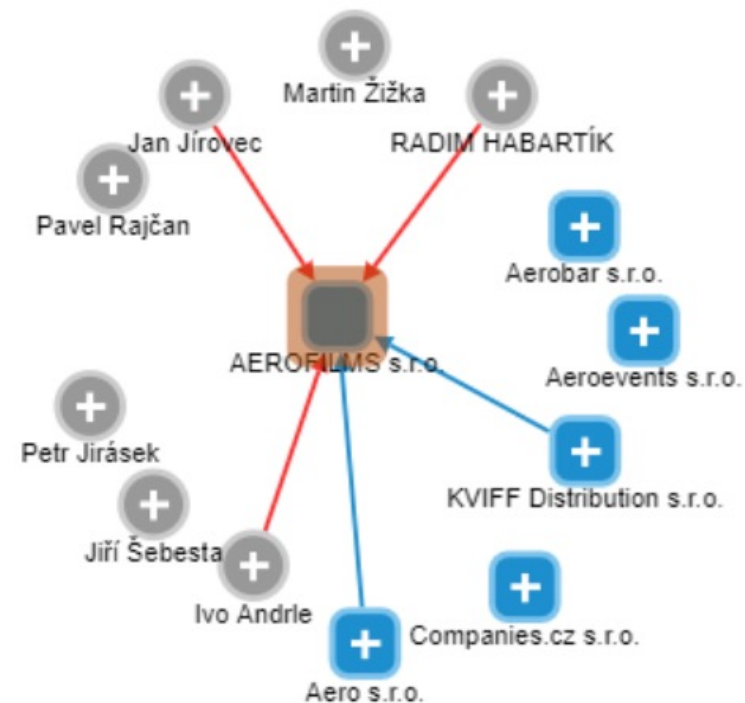 Martin Žižka
Jan Jírovec
RADIM HABARTÍK
Pavel Rajčan
Aerobar s.r.o.
AEROFILMS s.r.o.
Aeroevents s.r.o.
Petr Jirásek
KVIFF Distribution s.r.o.
Jiří Šebesta
Ivo Andrle
Companies.cz s.r.o.
Aero s.r.o.